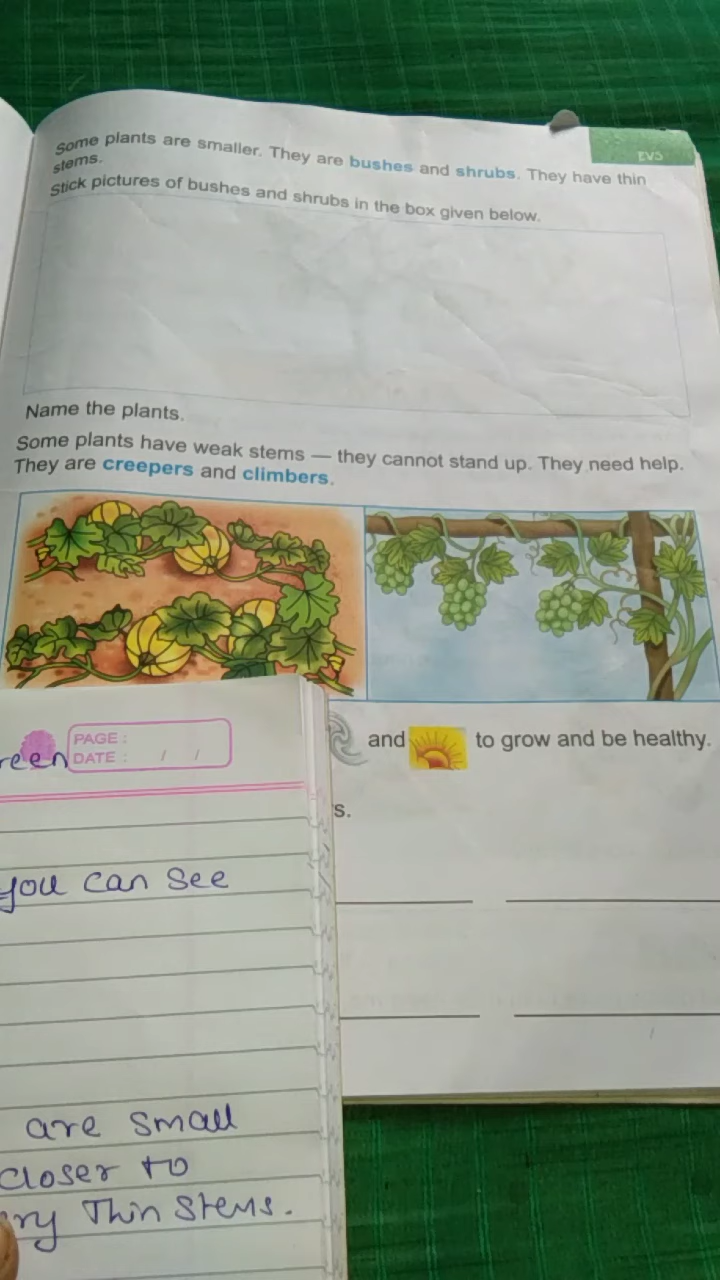 EVS
Some plants are smaller. They are bushes and shrubs. They have thin
stems.
Stick pictures of bushes and shrubs in the box given below.
Name the plants.
Some plants have weak stems — they cannot stand up. They need help.
They are creepers and climbers.
and to grow and be healthy.
s.
reen
PAGE :
DATE : / /
you can see
are small
closer to
ry Thin Stems.